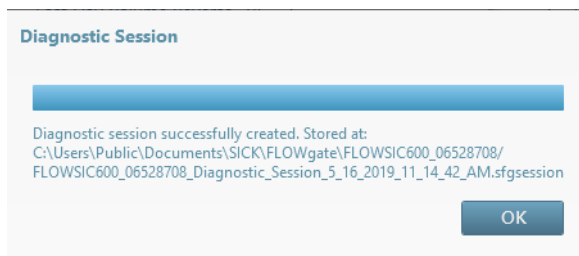 Diagnostic Session
Diagnostic session successfully created. Stored at:
C:\Users\Public\Documents\SICK\FLOWgate\FLOWSIC600_06528708/
FLOWSIC600_06528708_Diagnostic_Session_5_16_2019_11_14_42_AM.sfgsession
OK